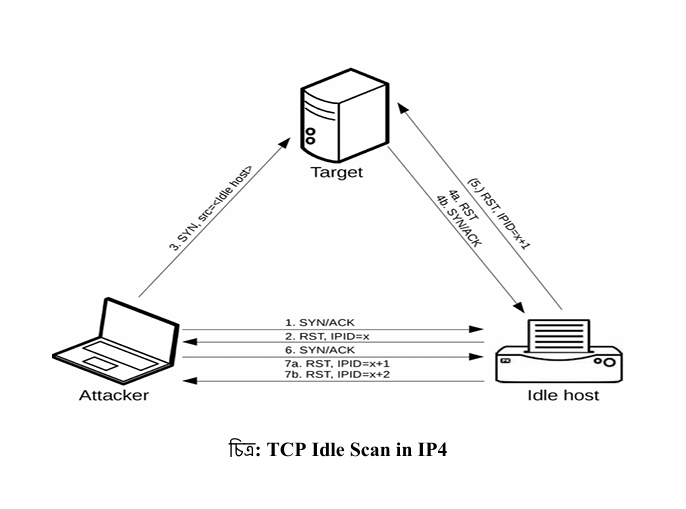 Target
3. SYN, src=<Idle host>
(5.) RST, IPID=x+1
4a. RST
4b. SYN/ACK
1. SYN/ACK
2. RST, IPID=x
6. SYN/ACK
7a. RST, IPID=x+1
7b. RST, IPID=x+2
Attacker
Idle host
চিত্র: TCP Idle Scan in IP4